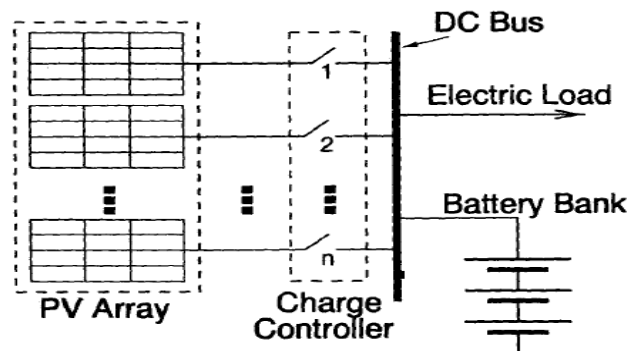 DC Bus
1
Electric Load
2
Battery Bank
n
PV Array
Charge
Controller